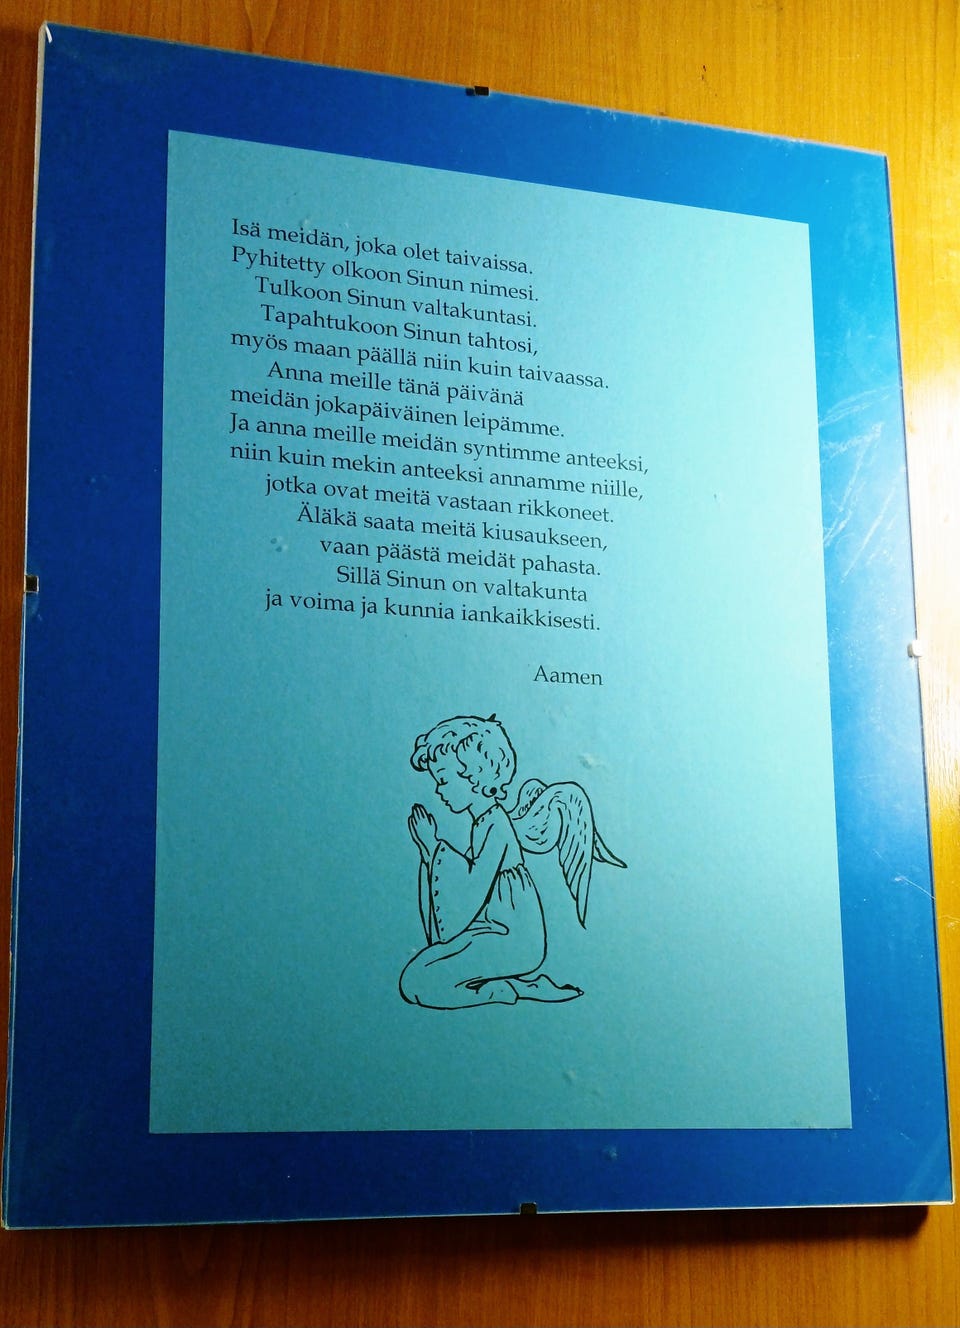 Isä meidän, joka olet taivaissa.
Pyhitetty olkoon Sinun nimesi.
Tulkoon Sinun valtakuntasi.
Tapahtukoon Sinun tahtosi,
myös maan päällä niin kuin taivaassa.
Anna meille tänä päivänä
meidän jokapäiväinen leipämme.
Ja anna meille meidän syntimme anteeksi,
niin kuin mekin anteeksi annamme niille,
jotka ovat meitä vastaan rikkoneet.
Äläkä saata meitä kiusaukseen,
vaan päästä meidät pahasta.
Sillä Sinun on valtakunta
ja voima ja kunnia iankaikkisesti.
Aamen